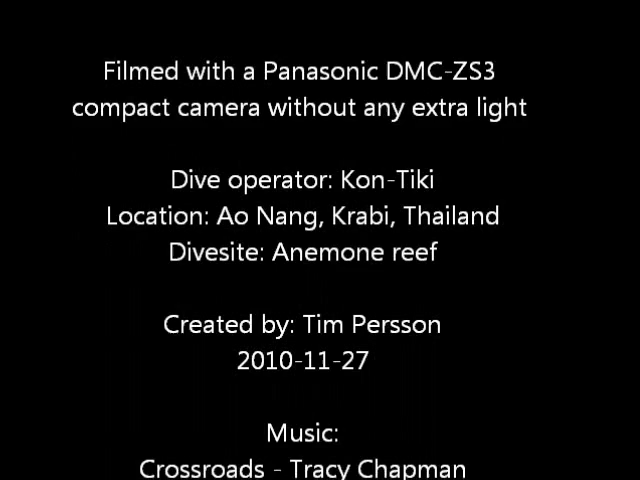 Filmed with a Panasonic DMC-ZS3
compact camera without any extra light
Dive operator: Kon-Tiki
Location: Ao Nang, Krabi, Thailand
Divesite: Anemone reef
Created by: Tim Persson
2010-11-27
Music:
Crossroads - Tracy Chapman